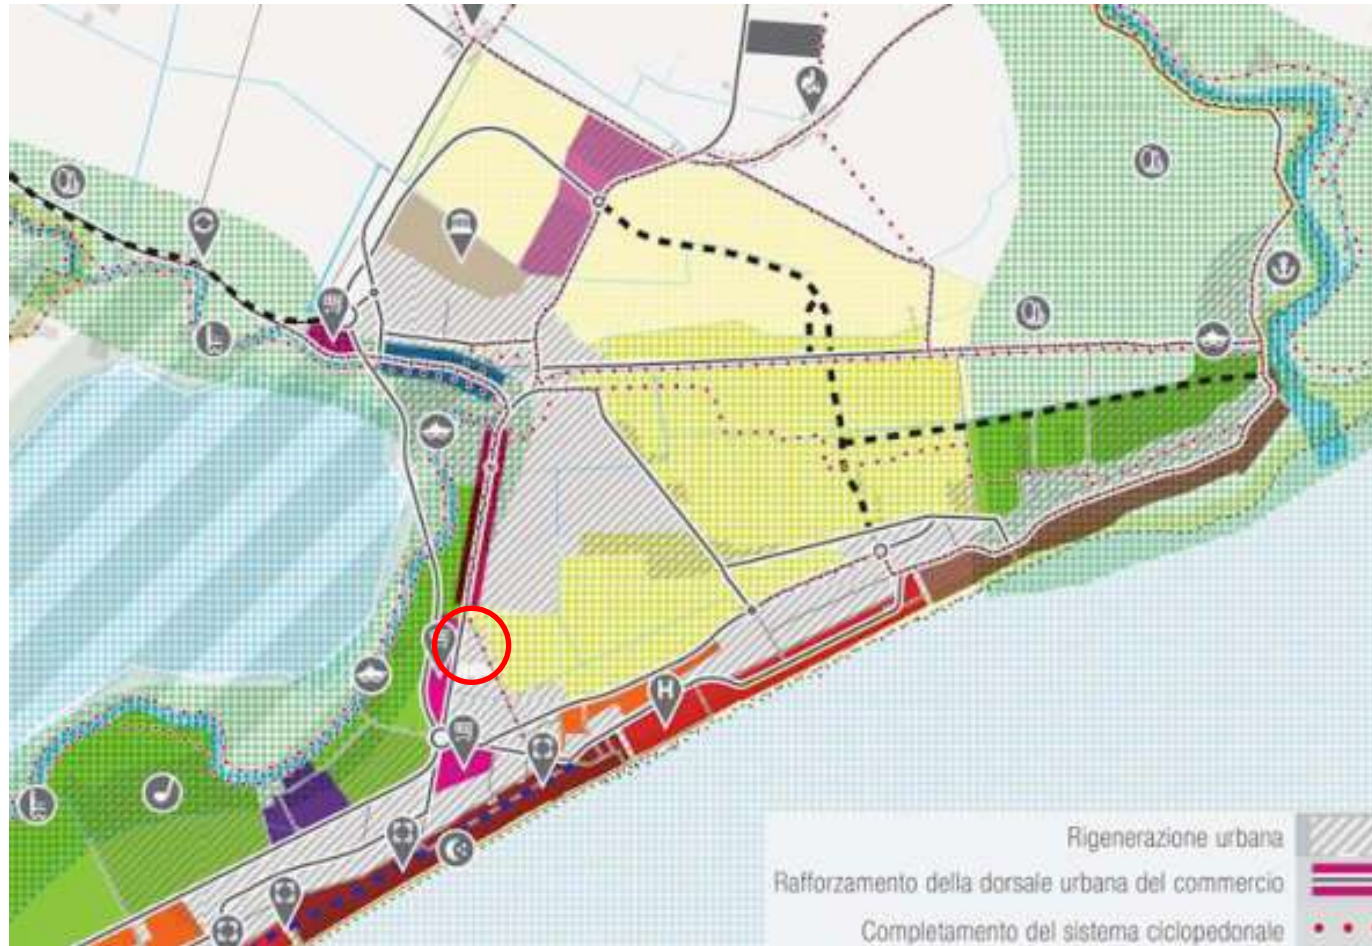 H
Rigenerazione urbana
Rafforzamento della dorsale urbana del commercio
Completamento del sistema ciclopedonale